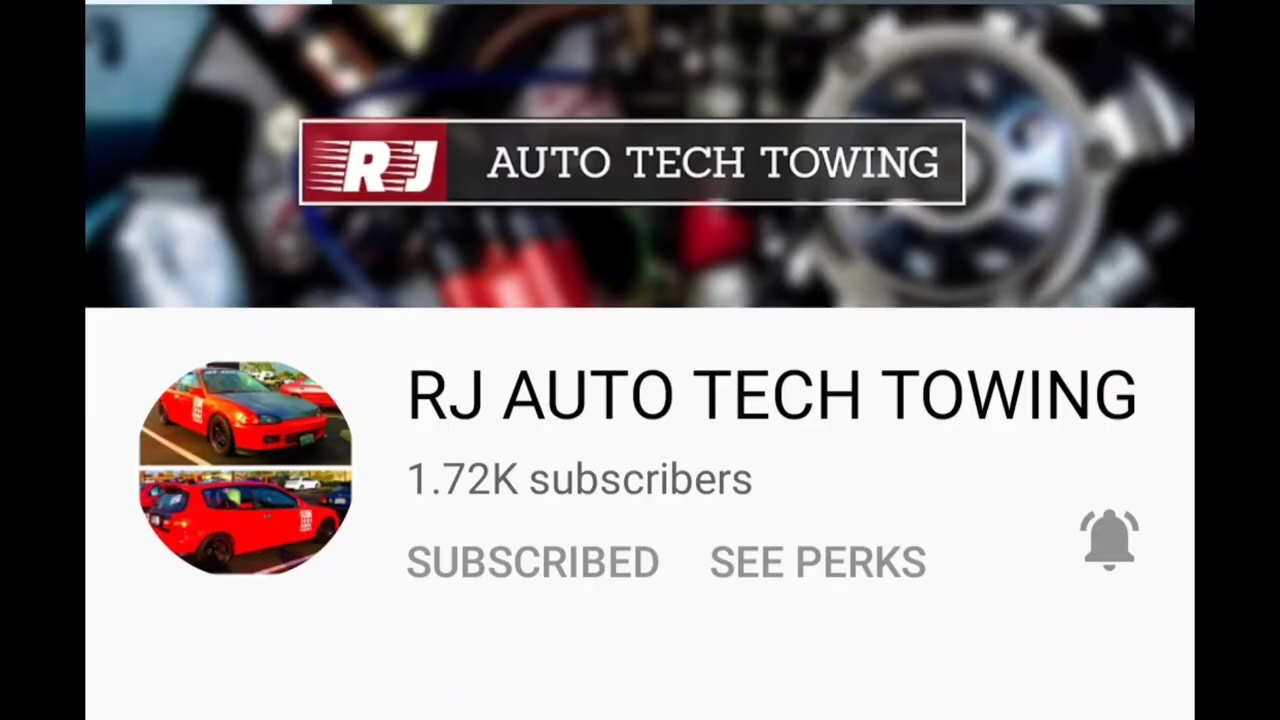 RJ AUTO TECH TOWING
RJ AUTO TECH TOWING
1.72K subscribers
SUBSCRIBED SEE PERKS